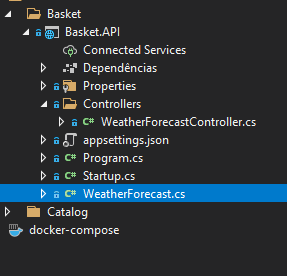 Basket
Basket.API
Connected Services
Dependências
Properties
Controllers
C# WeatherForecastController.cs
appsettings.json
C# Program.cs
C# Startup.cs
C# WeatherForecast.cs
Catalog
docker-compose